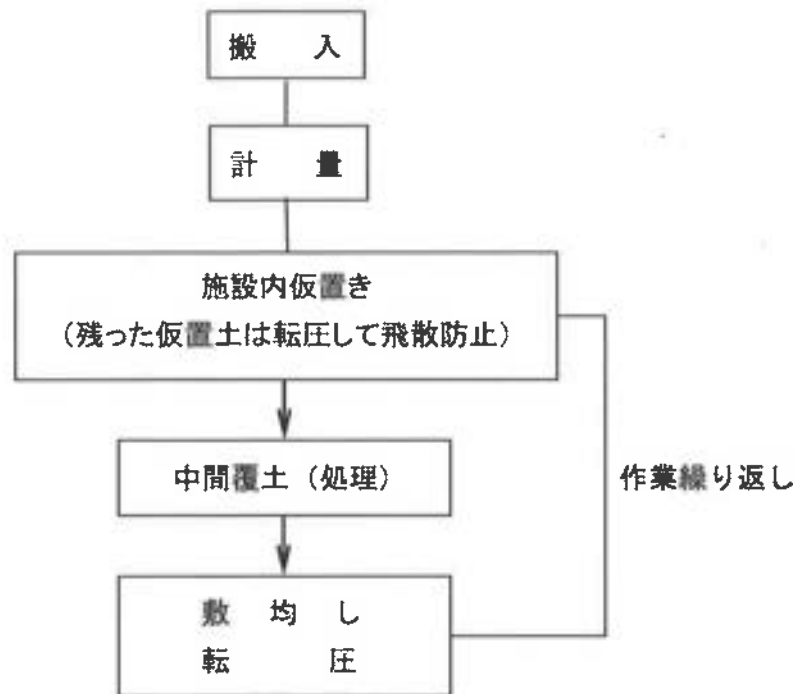 搬 入
計 量
施設内仮置き
（残った仮置土は転圧して飛散防止）
中間覆土（処理）
作業繰り返し
敷 均 し
転 圧